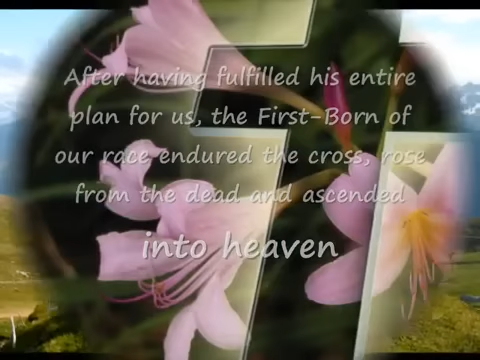 After having fulfilled his entire
plan for us, the First-Born of
our race endured the cross, rose
from the dead and ascended
into heaven